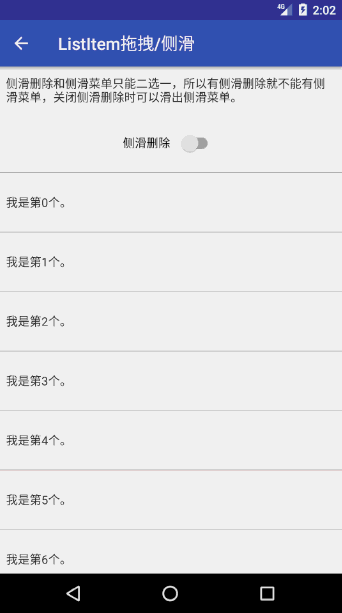 4G 2:02
ListItem拖拽/侧滑
侧滑删除和侧滑菜单只能二选一，所以有侧滑删除就不能有侧
滑菜单，关闭侧滑删除时可以滑出侧滑菜单。
侧滑删除
我是第0个。
我是第1个。
我是第2个。
我是第3个。
我是第4个。
我是第5个。
我是第6个。